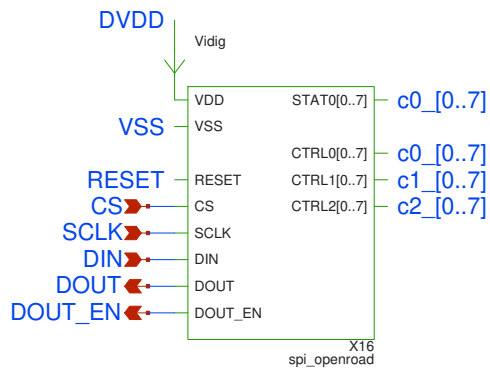 DVDD
Vidig
VDD STAT0[0..7] c0_[0..7]
VSS VSS
CTRL0[0..7] c0_[0..7]
RESET RESET CTRL1[0..7] c1_[0..7]
CS CS CTRL2[0..7] c2_[0..7]
SCLK SCLK
DIN DIN
DOUT DOUT
DOUT_EN DOUT_EN
X16
spi_openroad